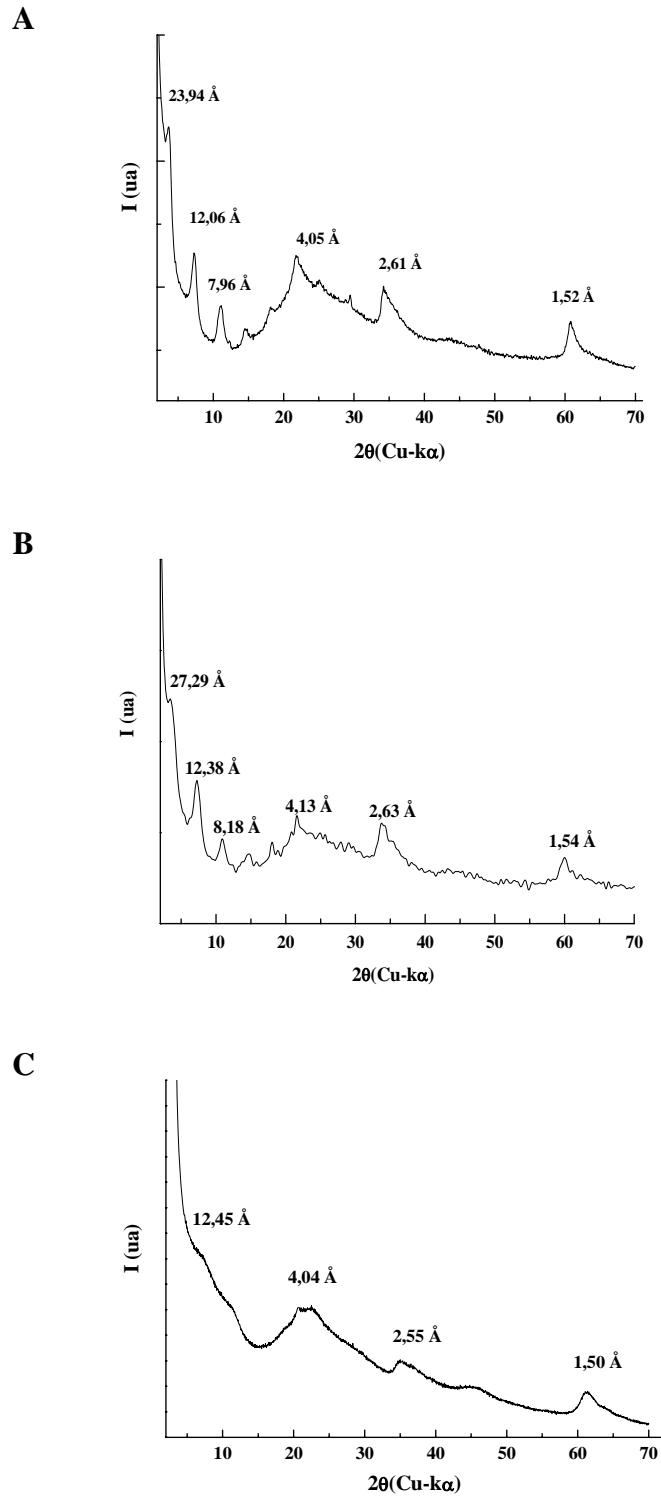 A
I (ua)
23,94 Å
12,06 Å
7,96 Å
4,05 Å
2,61 Å
1,52 Å
10 20 30 40 50 60 70
2θ(Cu-kα)
B
I (ua)
27,29 Å
12,38 Å
8,18 Å
4,13 Å
2,63 Å
1,54 Å
10 20 30 40 50 60 70
2θ(Cu-kα)
C
I (ua)
12,45 Å
4,04 Å
2,55 Å
1,50 Å
10 20 30 40 50 60 70
2θ(Cu-kα)